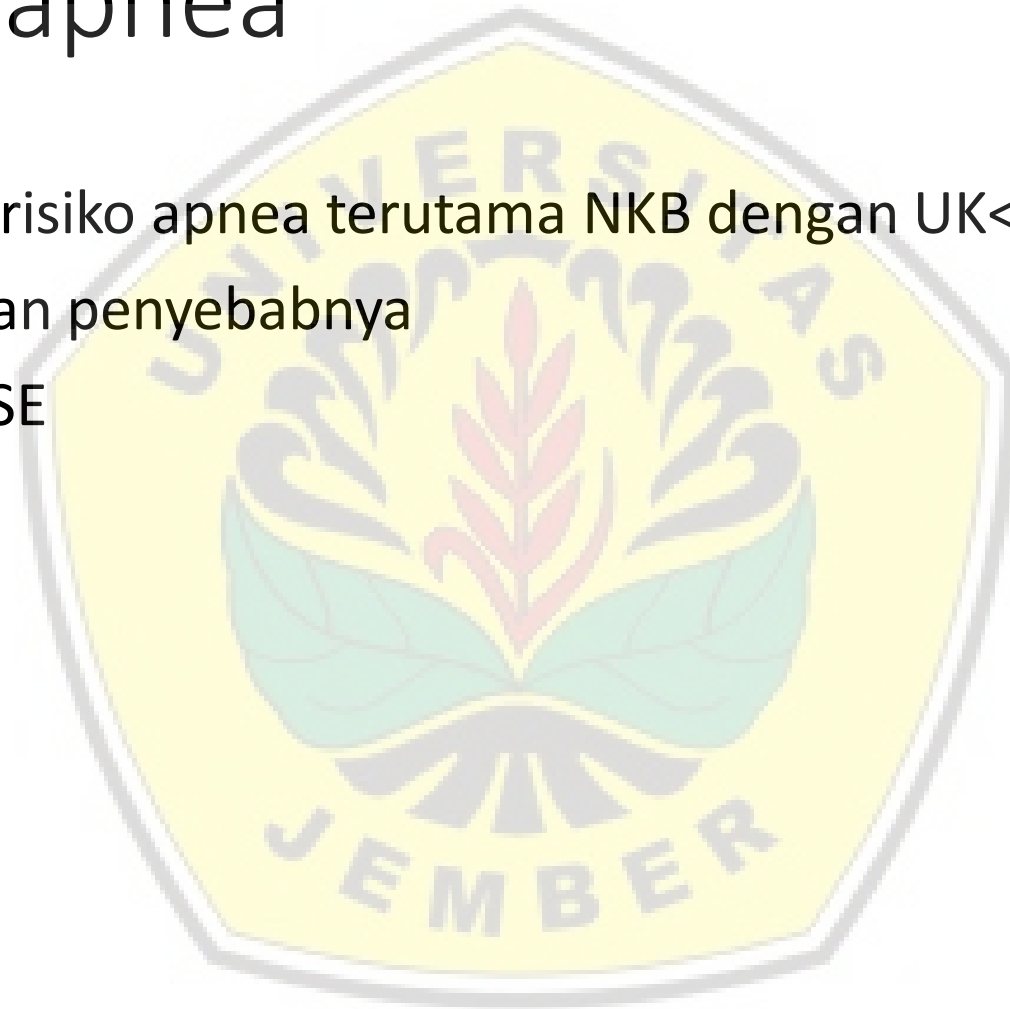 apnea
risiko apnea terutama NKB dengan UK<
an penyebabnya
SE
UNIVERSITAS
JEMBER